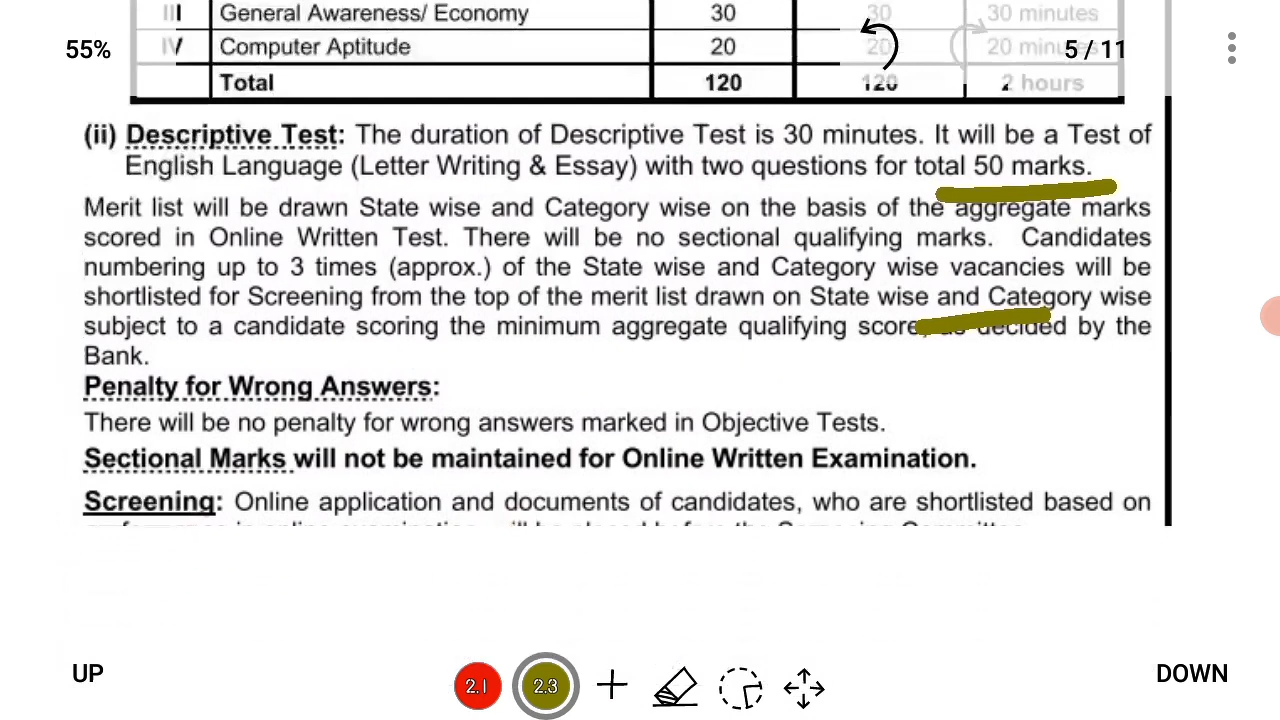 III General Awareness/ Economy 30 30 30 minutes
55% 5 / 11
IV Computer Aptitude 20 20 20 minutes
Total 120 120 2 hours
(ii) Descriptive Test: The duration of Descriptive Test is 30 minutes. It will be a Test of
English Language (Letter Writing & Essay) with two questions for total 50 marks.
Merit list will be drawn State wise and Category wise on the basis of the aggregate marks
scored in Online Written Test. There will be no sectional qualifying marks. Candidates
numbering up to 3 times (approx.) of the State wise and Category wise vacancies will be
shortlisted for Screening from the top of the merit list drawn on State wise and Category wise
subject to a candidate scoring the minimum aggregate qualifying score, as decided by the
Bank.
Penalty for Wrong Answers:
There will be no penalty for wrong answers marked in Objective Tests.
Sectional Marks will not be maintained for Online Written Examination.
Screening: Online application and documents of candidates, who are shortlisted based on
UP 2.1 2.3 DOWN